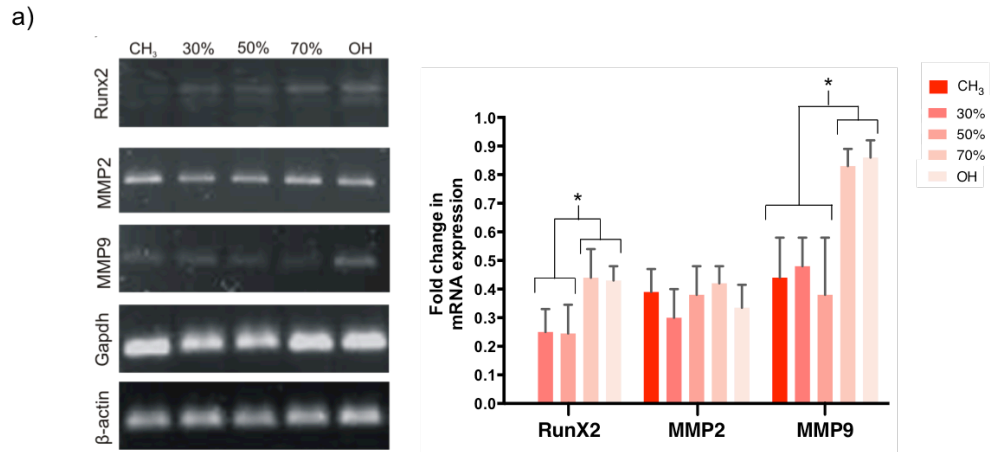 a)
CH₃ 30% 50% 70% OH
Runx2
MMP2
MMP9
Gapdh
β-actin
Fold change in
mRNA expression
1.0
0.9
0.8
0.7
0.6
0.5
0.4
0.3
0.2
0.1
0.0
*
*
RunX2 MMP2 MMP9
CH₃
30%
50%
70%
OH